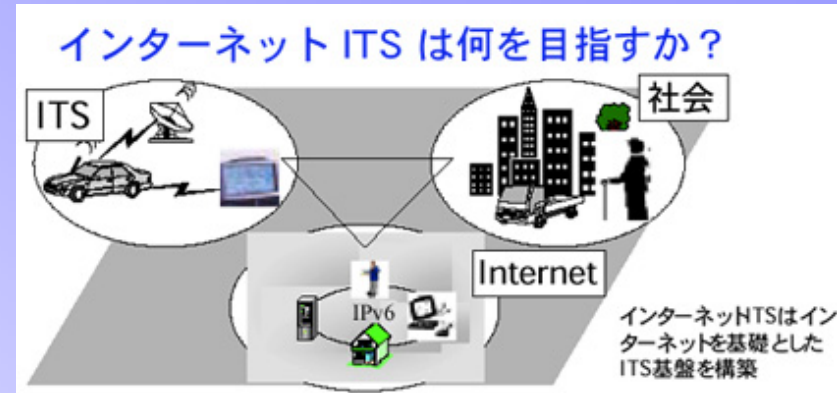 インターネット ITS は何を目指すか？
ITS
社会
Internet
IPv6
インターネットITSはイン
ターネットを基礎とした
ITS基盤を構築